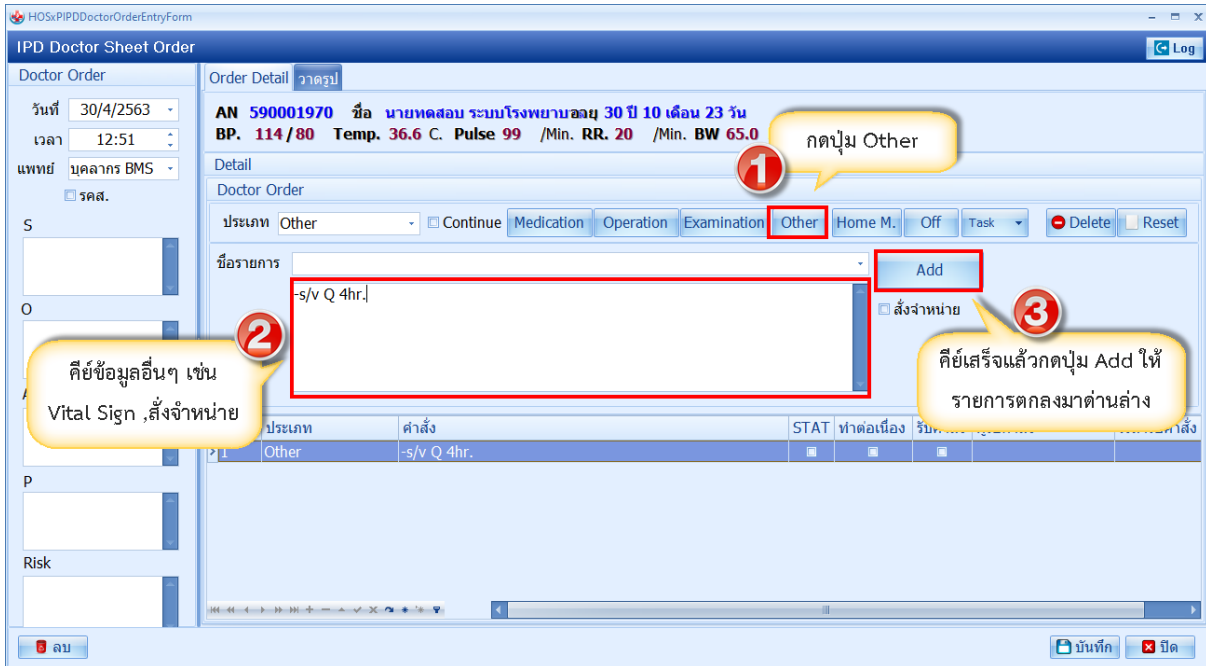 HOSxPIPDDoctorOrderEntryForm
IPD Doctor Sheet Order
Log
Doctor Order
วันที่ 30/4/2563
เวลา 12:51
แพทย์ บุคลากร BMS
รคส.
S
O
P
Risk
Order Detail วาดรูป
AN 590001970 ชื่อ นายทดสอบ ระบบโรงพยาบาล 30 ปี 10 เดือน 23 วัน
BP. 114 / 80 Temp. 36.6 C. Pulse 99 /Min. RR. 20 /Min. BW 65.0
1
กดปุ่ม Other
Detail
Doctor Order
ประเภท Other Continue Medication Operation Examination Other Home M. Off Task Delete Reset
ชื่อรายการ
Add
-s/v Q 4hr.
สั่งจำหน่าย
2
คีย์ข้อมูลอื่นๆ เช่น
Vital Sign ,สั่งจำหน่าย
3
คีย์เสร็จแล้วกดปุ่ม Add ให้
รายการตกลงมาด้านล่าง
ประเภท คำสั่ง STAT ทำต่อเนื่อง
1 Other -s/v Q 4hr.
ลบ
บันทึก ปิด